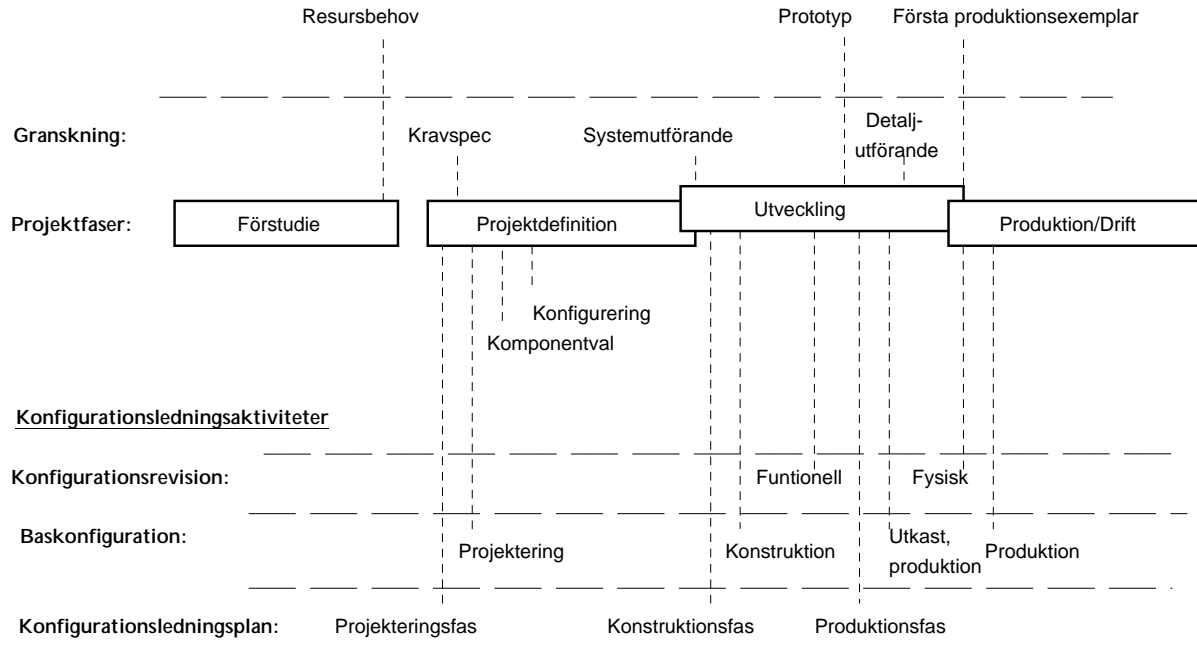 Resursbehov
Prototyp
Första produktionsexemplar
Granskning:
Kravspec
Systemutförande
Detalj-
utförande
Projektfaser:
Förstudie
Projektdefinition
Utveckling
Produktion/Drift
Konfigurering
Komponentval
Konfigurationsledningsaktiviteter
Konfigurationsrevision:
Funtionell
Fysisk
Baskonfiguration:
Projektering
Konstruktion
Utkast,
produktion
Produktion
Konfigurationsledningsplan:
Projekteringsfas
Konstruktionsfas
Produktionsfas